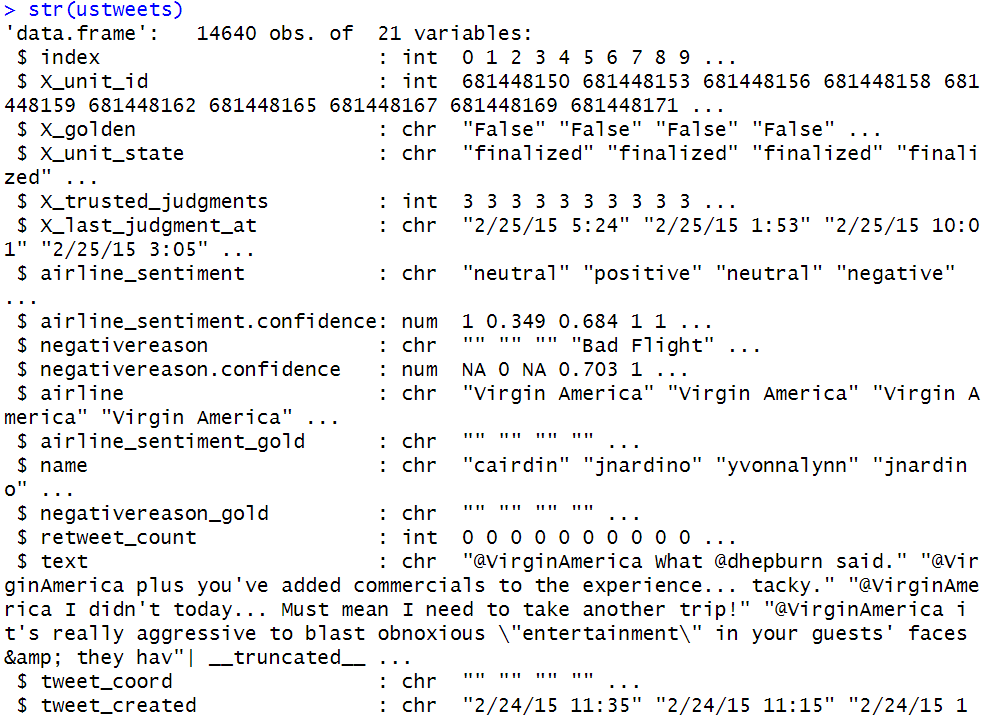 > str(ustweets)
'data.frame':   14640 obs. of  21 variables:
 $ index                       : int  0 1 2 3 4 5 6 7 8 9 ...
 $ X_unit_id                   : int  681448150 681448153 681448156 681448158 681
448159 681448162 681448165 681448167 681448169 681448171 ...
 $ X_golden                    : chr  "False" "False" "False" "False" ...
 $ X_unit_state                : chr  "finalized" "finalized" "finalized" "finali
zed" ...
 $ X_trusted_judgments         : int  3 3 3 3 3 3 3 3 3 3 ...
 $ X_last_judgment_at          : chr  "2/25/15 5:24" "2/25/15 1:53" "2/25/15 10:0
1" "2/25/15 3:05" ...
 $ airline_sentiment           : chr  "neutral" "positive" "neutral" "negative"
...
 $ airline_sentiment.confidence: num  1 0.349 0.684 1 1 ...
 $ negativereason              : chr  "" "" "" "Bad Flight" ...
 $ negativereason.confidence   : num  NA 0 NA 0.703 1 ...
 $ airline                     : chr  "Virgin America" "Virgin America" "Virgin A
merica" "Virgin America" ...
 $ airline_sentiment_gold      : chr  "" "" "" "" ...
 $ name                        : chr  "cairdin" "jnardino" "yvonnalynn" "jnardin
o" ...
 $ negativereason_gold         : chr  "" "" "" "" ...
 $ retweet_count               : int  0 0 0 0 0 0 0 0 0 0 ...
 $ text                        : chr  "@VirginAmerica What @dhepburn said." "@Vir
ginAmerica plus you've added commercials to the experience... tacky." "@VirginAme
rica I didn't today... Must mean I need to take another trip!" "@VirginAmerica i
t's really aggressive to blast obnoxious \"entertainment\" in your guests' faces
&amp; they hav"| __truncated__ ...
 $ tweet_coord                 : chr  "" "" "" "" ...
 $ tweet_created               : chr  "2/24/15 11:35" "2/24/15 11:15" "2/24/15 1